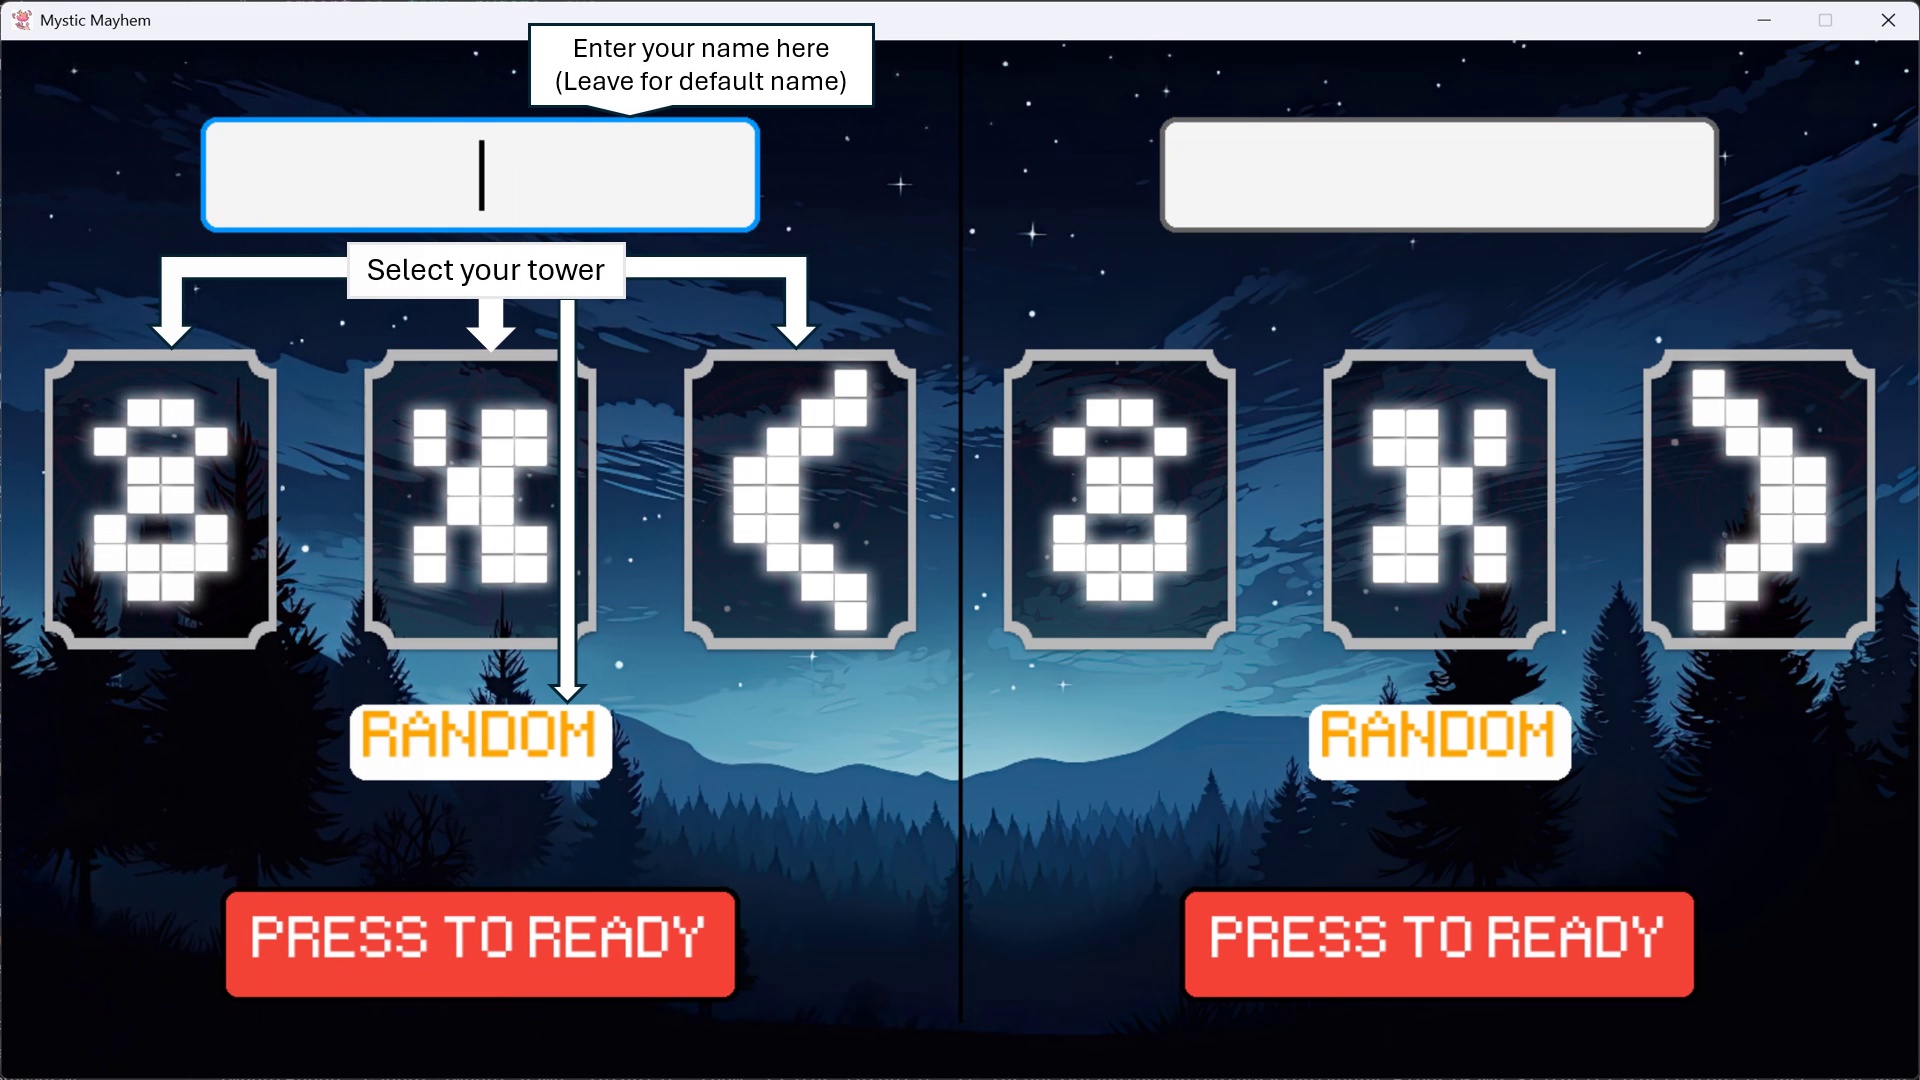 Mystic Mayhem
Enter your name here
(Leave for default name)
Select your tower
RANDOM
RANDOM
PRESS TO READY
PRESS TO READY